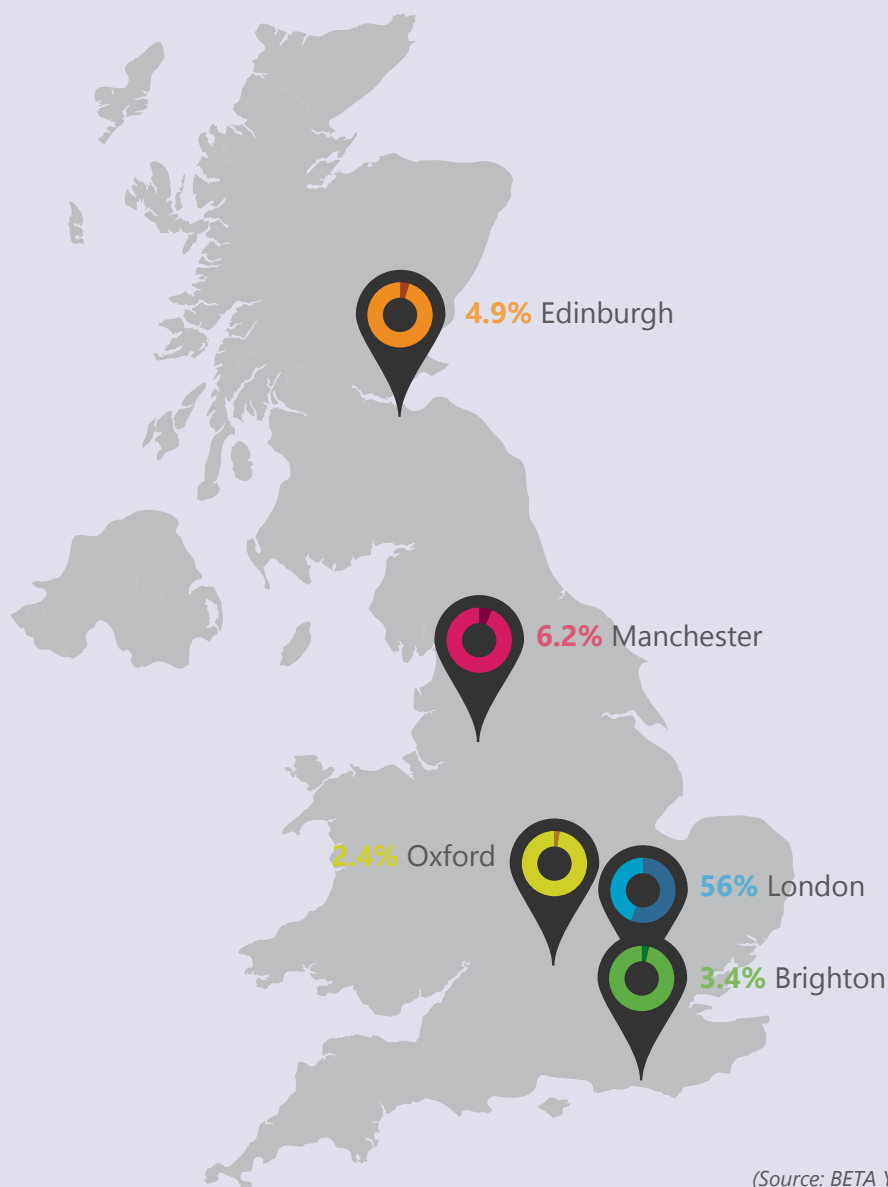 4.9% Edinburgh
6.2% Manchester
2.4% Oxford
56% London
3.4% Brighton
(Source: BETA